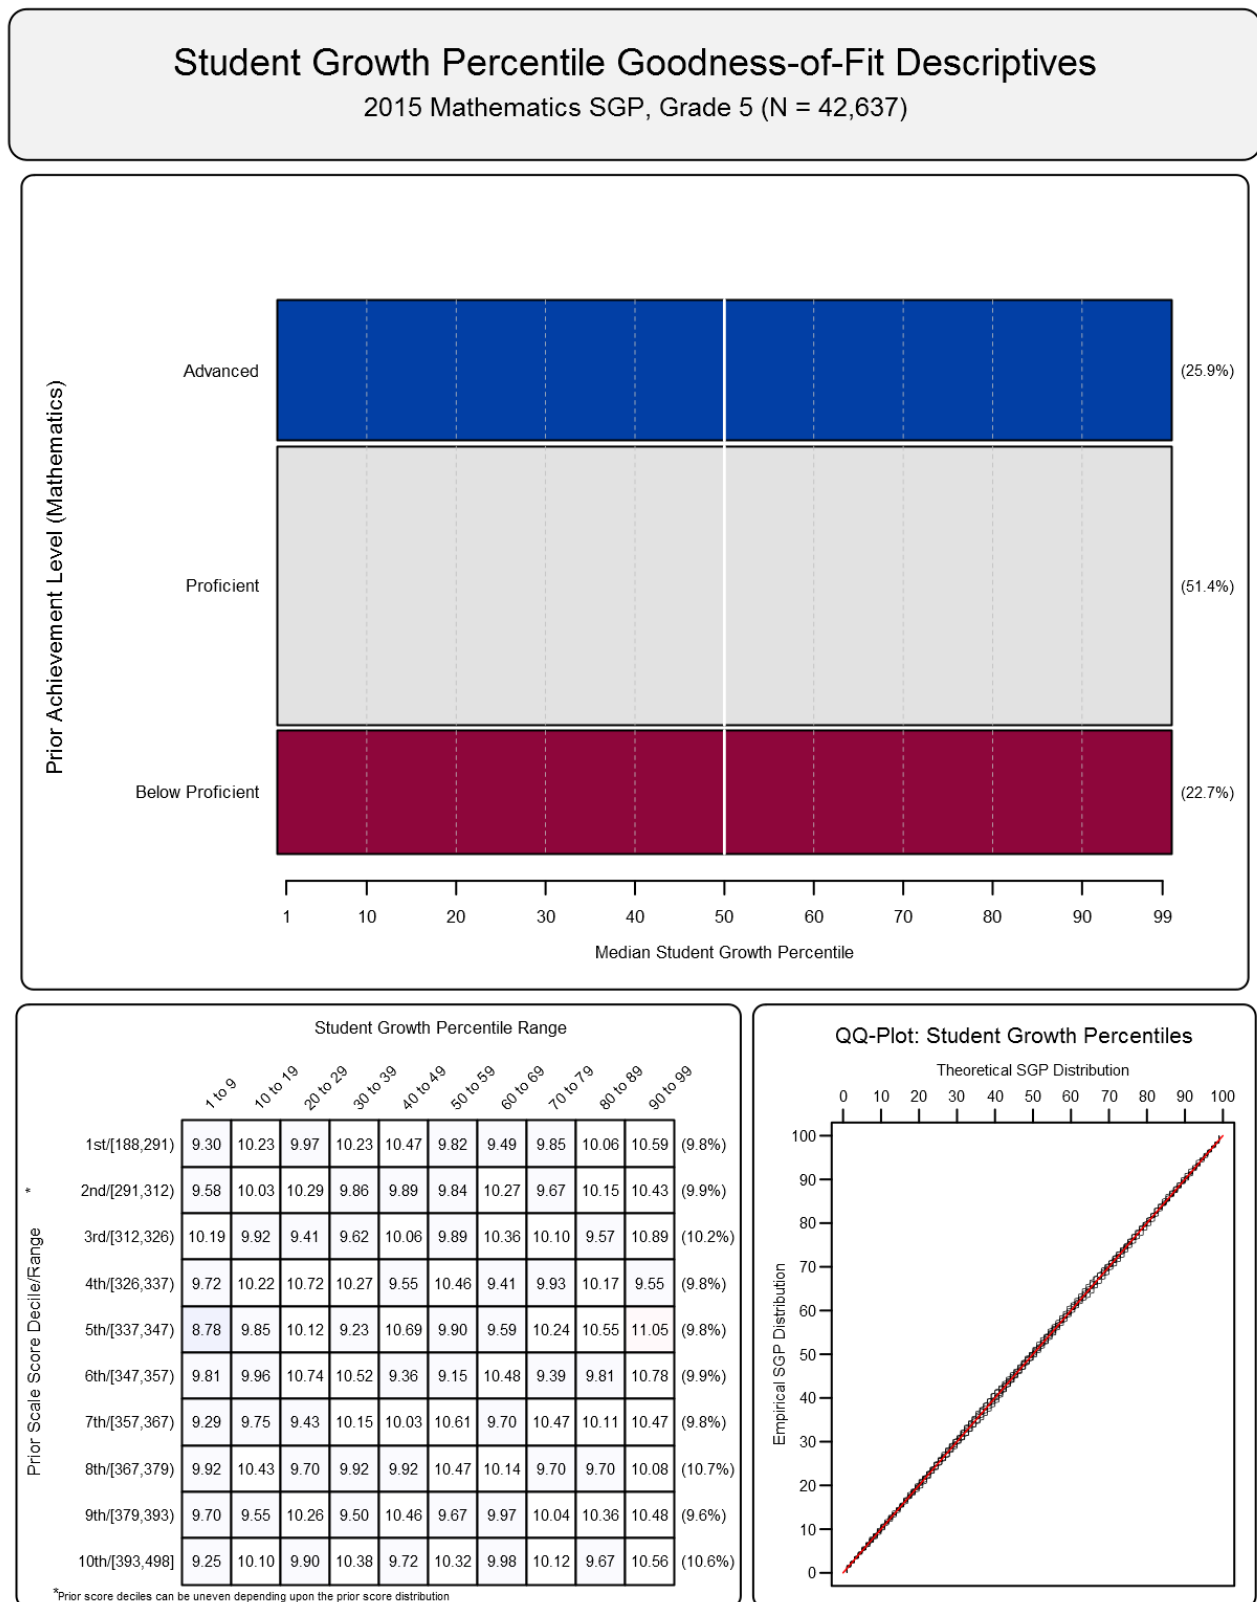 Student Growth Percentile Goodness-of-Fit Descriptives
2015 Mathematics SGP, Grade 5 (N = 42,637)
Prior Achievement Level (Mathematics)
Advanced (25.9%)
Proficient (51.4%)
Below Proficient (22.7%)
1 10 20 30 40 50 60 70 80 90 99
Median Student Growth Percentile
Student Growth Percentile Range
1 to 9 10 to 19 20 to 29 30 to 39 40 to 49 50 to 59 60 to 69 70 to 79 80 to 89 90 to 99
Prior Scale Score Decile/Range *
1st/[188,291) 9.30 10.23 9.97 10.23 10.47 9.82 9.49 9.85 10.06 10.59 (9.8%)
2nd/[291,312) 9.58 10.03 10.29 9.86 9.89 9.84 10.27 9.67 10.15 10.43 (9.9%)
3rd/[312,326) 10.19 9.92 9.41 9.62 10.06 9.89 10.36 10.10 9.57 10.89 (10.2%)
4th/[326,337) 9.72 10.22 10.72 10.27 9.55 10.46 9.41 9.93 10.17 9.55 (9.8%)
5th/[337,347) 8.78 9.85 10.12 9.23 10.69 9.90 9.59 10.24 10.55 11.05 (9.8%)
6th/[347,357) 9.81 9.96 10.74 10.52 9.36 9.15 10.48 9.39 9.81 10.78 (9.9%)
7th/[357,367) 9.29 9.75 9.43 10.15 10.03 10.61 9.70 10.47 10.11 10.47 (9.8%)
8th/[367,379) 9.92 10.43 9.70 9.92 9.92 10.47 10.14 9.70 9.70 10.08 (10.7%)
9th/[379,393) 9.70 9.55 10.26 9.50 10.46 9.67 9.97 10.04 10.36 10.48 (9.6%)
10th/[393,498] 9.25 10.10 9.90 10.38 9.72 10.32 9.98 10.12 9.67 10.56 (10.6%)
*Prior score deciles can be uneven depending upon the prior score distribution
QQ-Plot: Student Growth Percentiles
Theoretical SGP Distribution
0 10 20 30 40 50 60 70 80 90 100
Empirical SGP Distribution
100
90
80
70
60
50
40
30
20
10
0